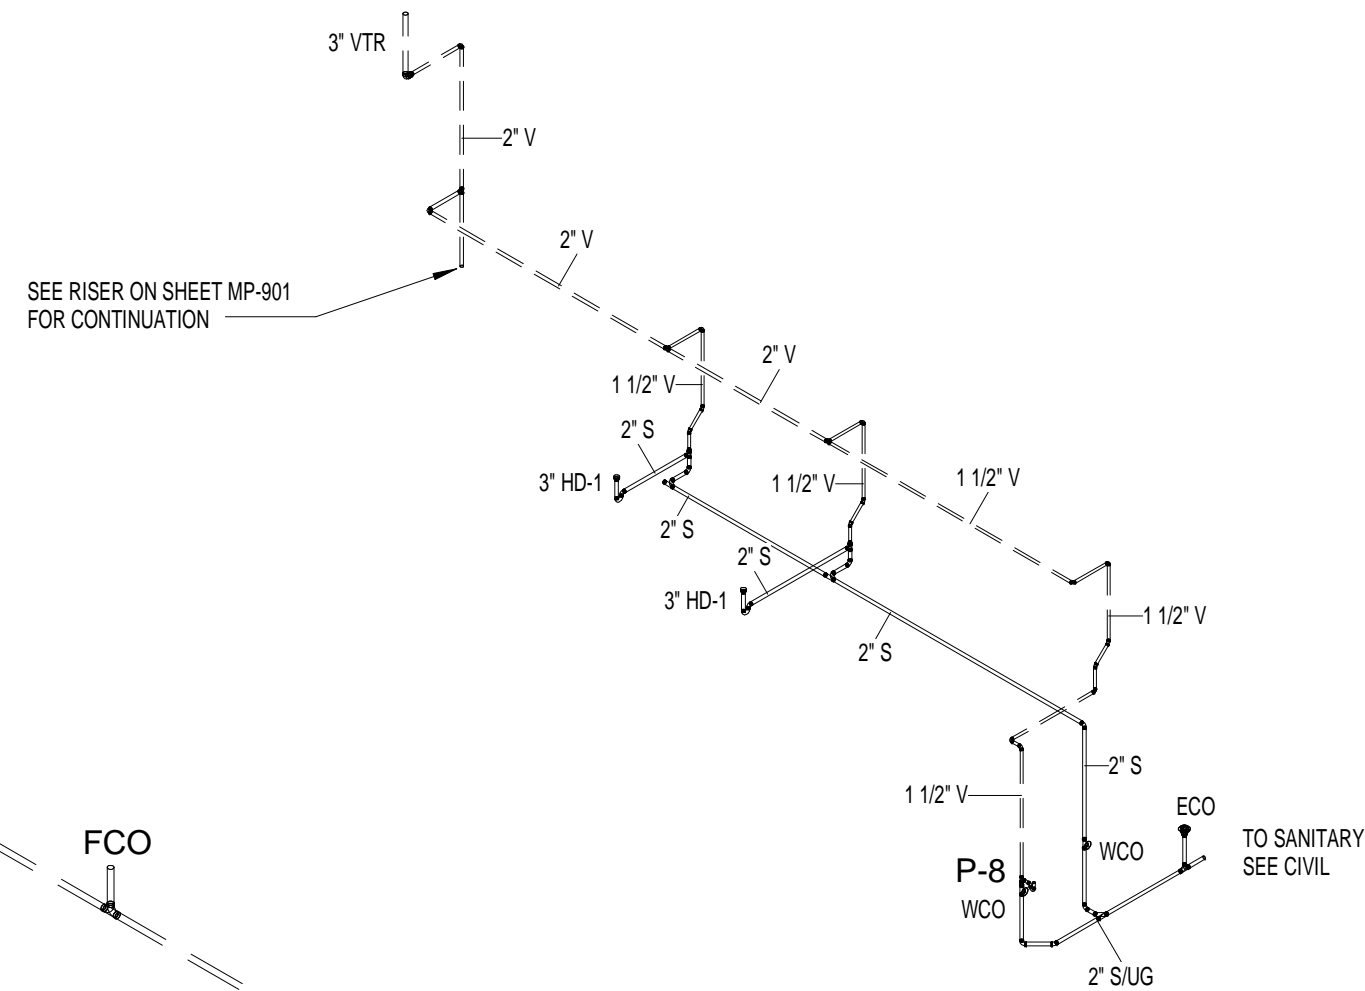 3" VTR
2" V
2" V
SEE RISER ON SHEET MP-901
FOR CONTINUATION
2" V
1 1/2" V
2" S
3" HD-1
1 1/2" V
1 1/2" V
2" S
2" S
3" HD-1
1 1/2" V
2" S
2" S
1 1/2" V
ECO
FCO
TO SANITARY
SEE CIVIL
WCO
P-8
WCO
2" S/UG